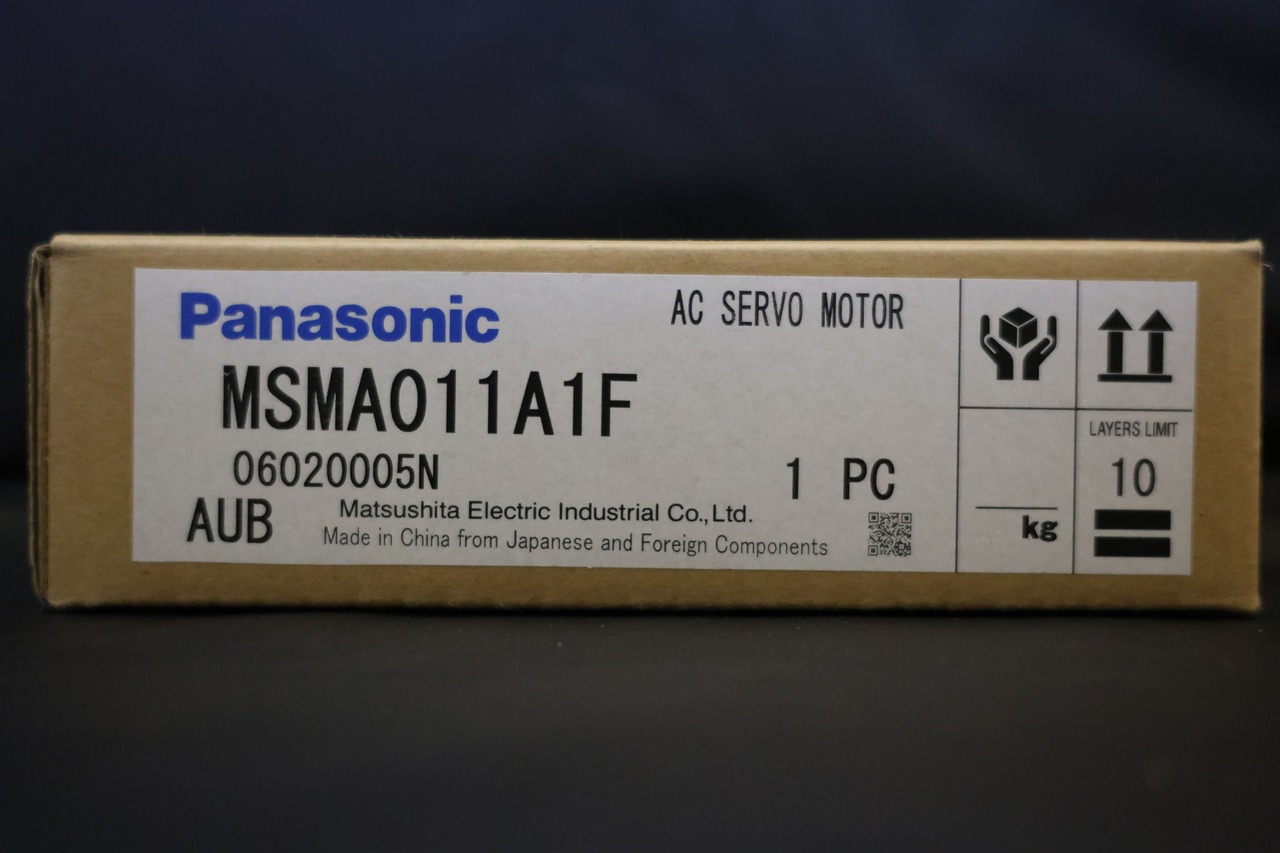 Panasonic
AC SERVO MOTOR
MSMA011A1F
06020005N
1 PC
AUB
Matsushita Electric Industrial Co., Ltd.
Made in China from Japanese and Foreign Components
LAYERS LIMIT
10
kg